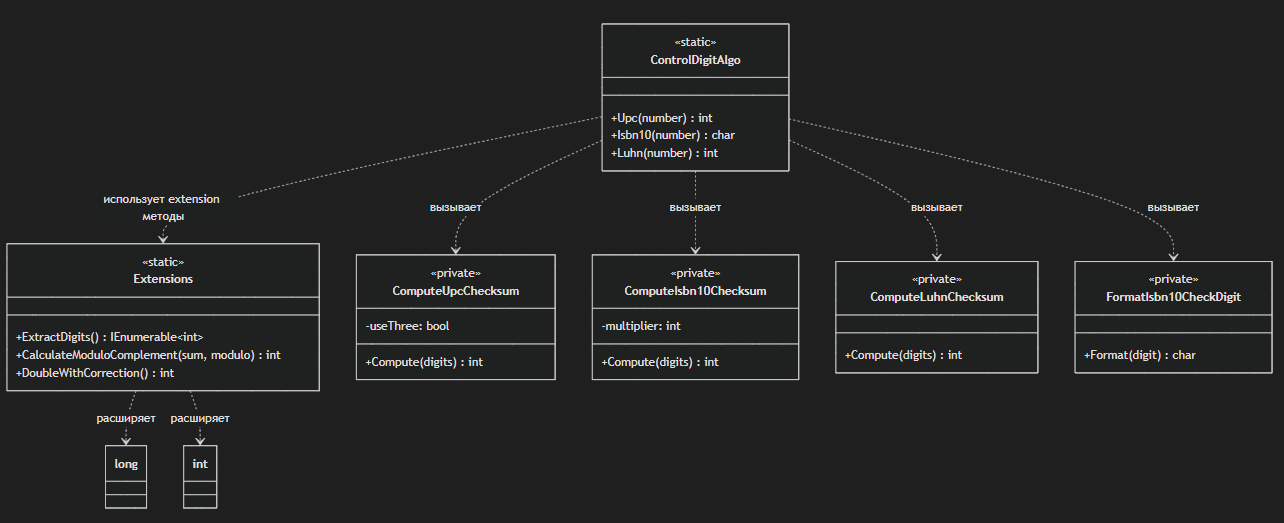 «static»
ControlDigitAlgo
+Upc(number) : int
+Isbn10(number) : char
+Luhn(number) : int
использует extension
методы
вызывает
вызывает
вызывает
вызывает
«static»
Extensions
+ExtractDigits() : IEnumerable<int>
+CalculateModuloComplement(sum, modulo) : int
+DoubleWithCorrection() : int
«private»
ComputeUpcChecksum
-useThree: bool
+Compute(digits) : int
«private»
ComputeIsbn10Checksum
-multiplier: int
+Compute(digits) : int
«private»
ComputeLuhnChecksum
+Compute(digits) : int
«private»
FormatIsbn10CheckDigit
+Format(digit) : char
расширяет
расширяет
long
int